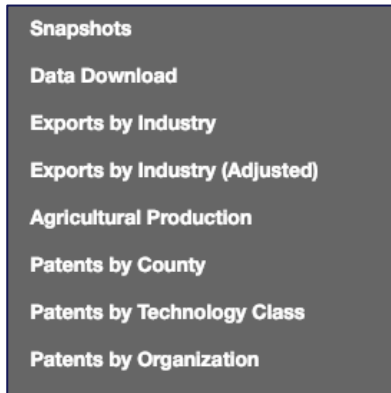 Snapshots
Data Download
Exports by Industry
Exports by Industry (Adjusted)
Agricultural Production
Patents by County
Patents by Technology Class
Patents by Organization